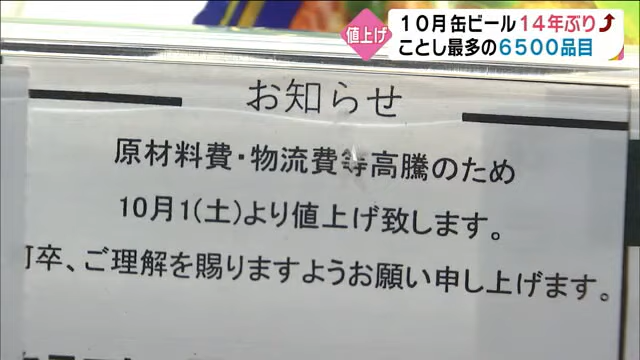 値上げ
10月缶ビール14年ぶり
ことし最多の6500品目
お知らせ
原材料費・物流費等高騰のため
10月1(土)より値上げ致します。
卒、ご理解を賜りますようお願い申し上げます。